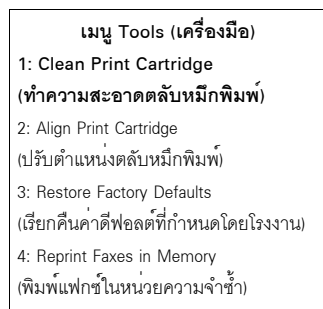 เมนู Tools (เครื่องมือ)
1: Clean Print Cartridge
(ทำความสะอาดตลับหมึกพิมพ์)
2: Align Print Cartridge
(ปรับตำแหน่งตลับหมึกพิมพ์)
3: Restore Factory Defaults
(เรียกคืนค่าดีฟอลต์ที่กำหนดโดยโรงงาน)
4: Reprint Faxes in Memory
(พิมพ์แฟกซ์ในหน่วยความจำซ้ำ)